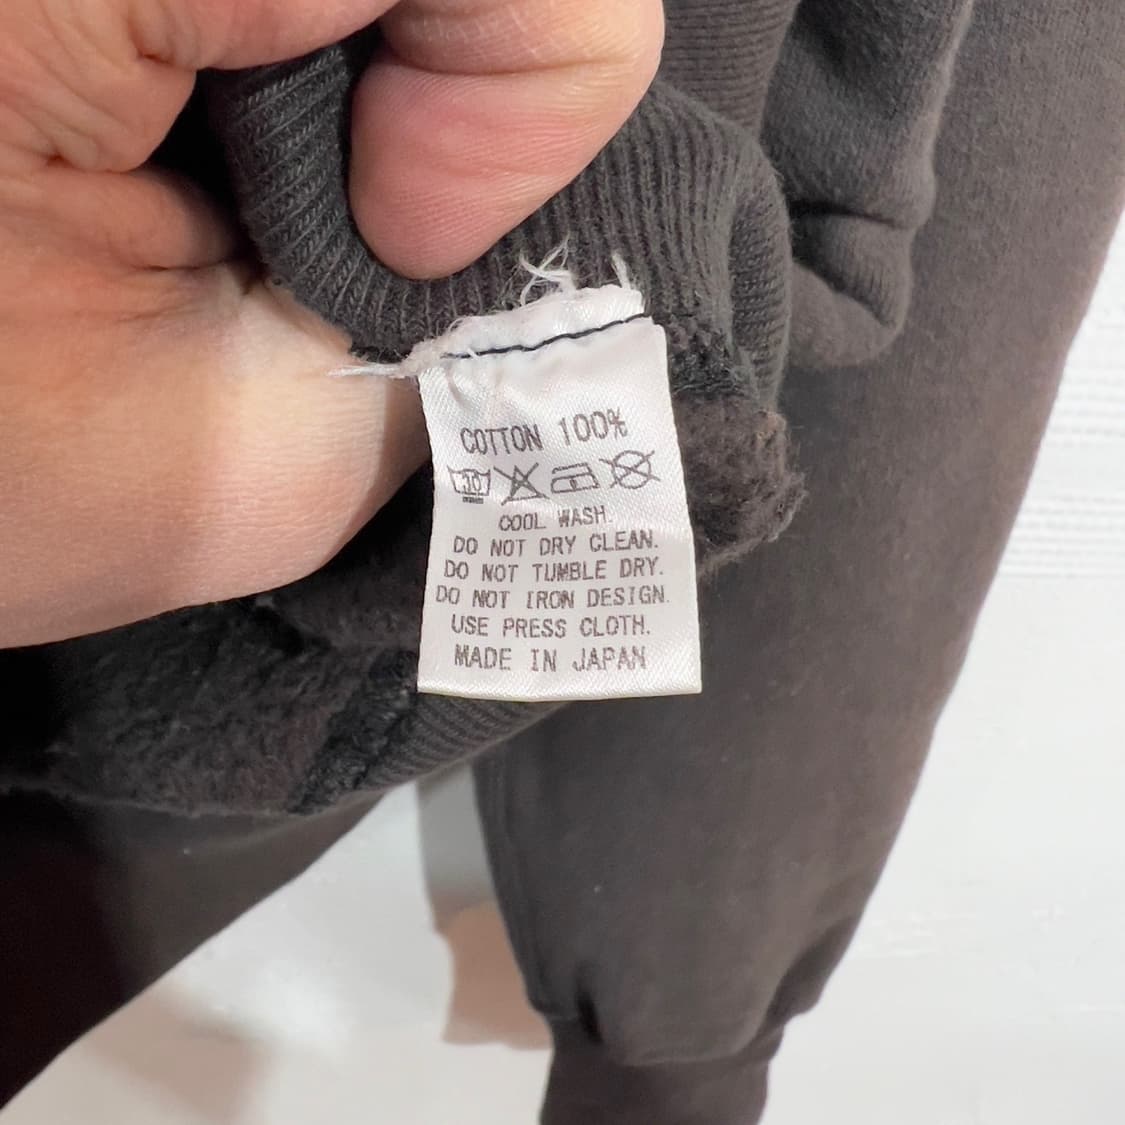 COTTON 100%
30
COOL WASH.
DO NOT DRY CLEAN.
DO NOT TUMBLE DRY.
DO NOT IRON DESIGN.
USE PRESS CLOTH.
MADE IN JAPAN